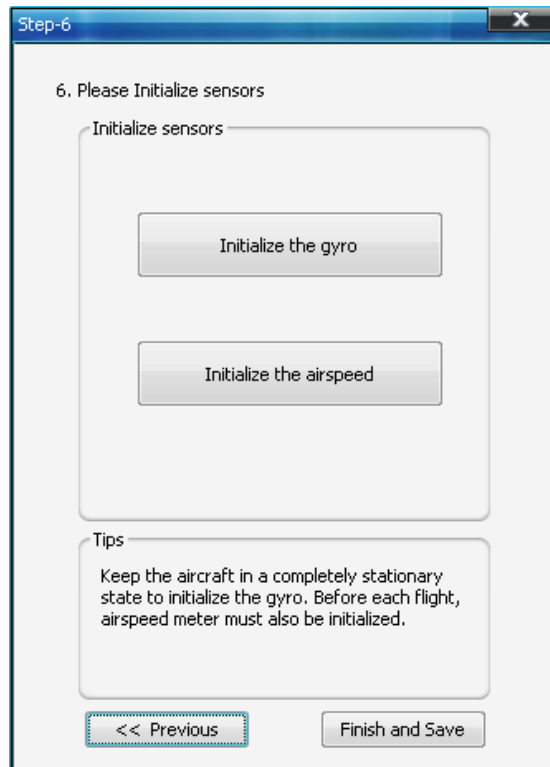 Step-6
X
6. Please Initialize sensors
Initialize sensors
Initialize the gyro
Initialize the airspeed
Tips
Keep the aircraft in a completely stationary
state to initialize the gyro. Before each flight,
airspeed meter must also be initialized.
<< Previous
Finish and Save